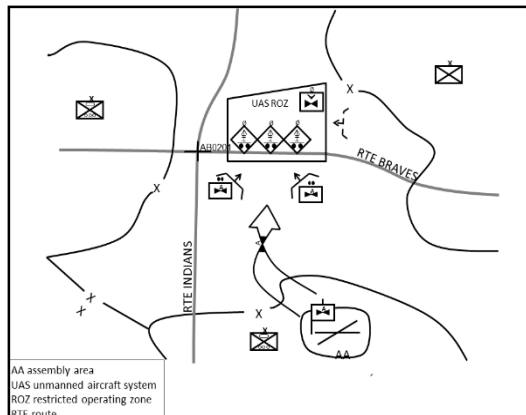 X
X
UAS ROZ
X
AB0201
RTE BRAVES
X
A
A
RTE INDIANS
A
X
X
X
A
AA
AA assembly area
UAS unmanned aircraft system
ROZ restricted operating zone
RTE route